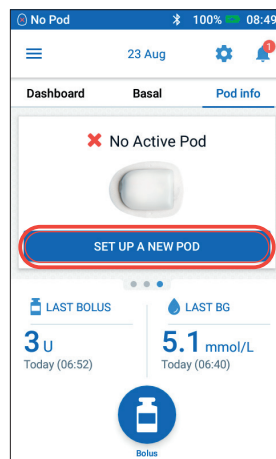 No Pod 100% 08:49
23 Aug 1
Dashboard Basal Pod info
No Active Pod
SET UP A NEW POD
LAST BOLUS LAST BG
3 U 5.1 mmol/L
Today (06:52) Today (06:40)
Bolus